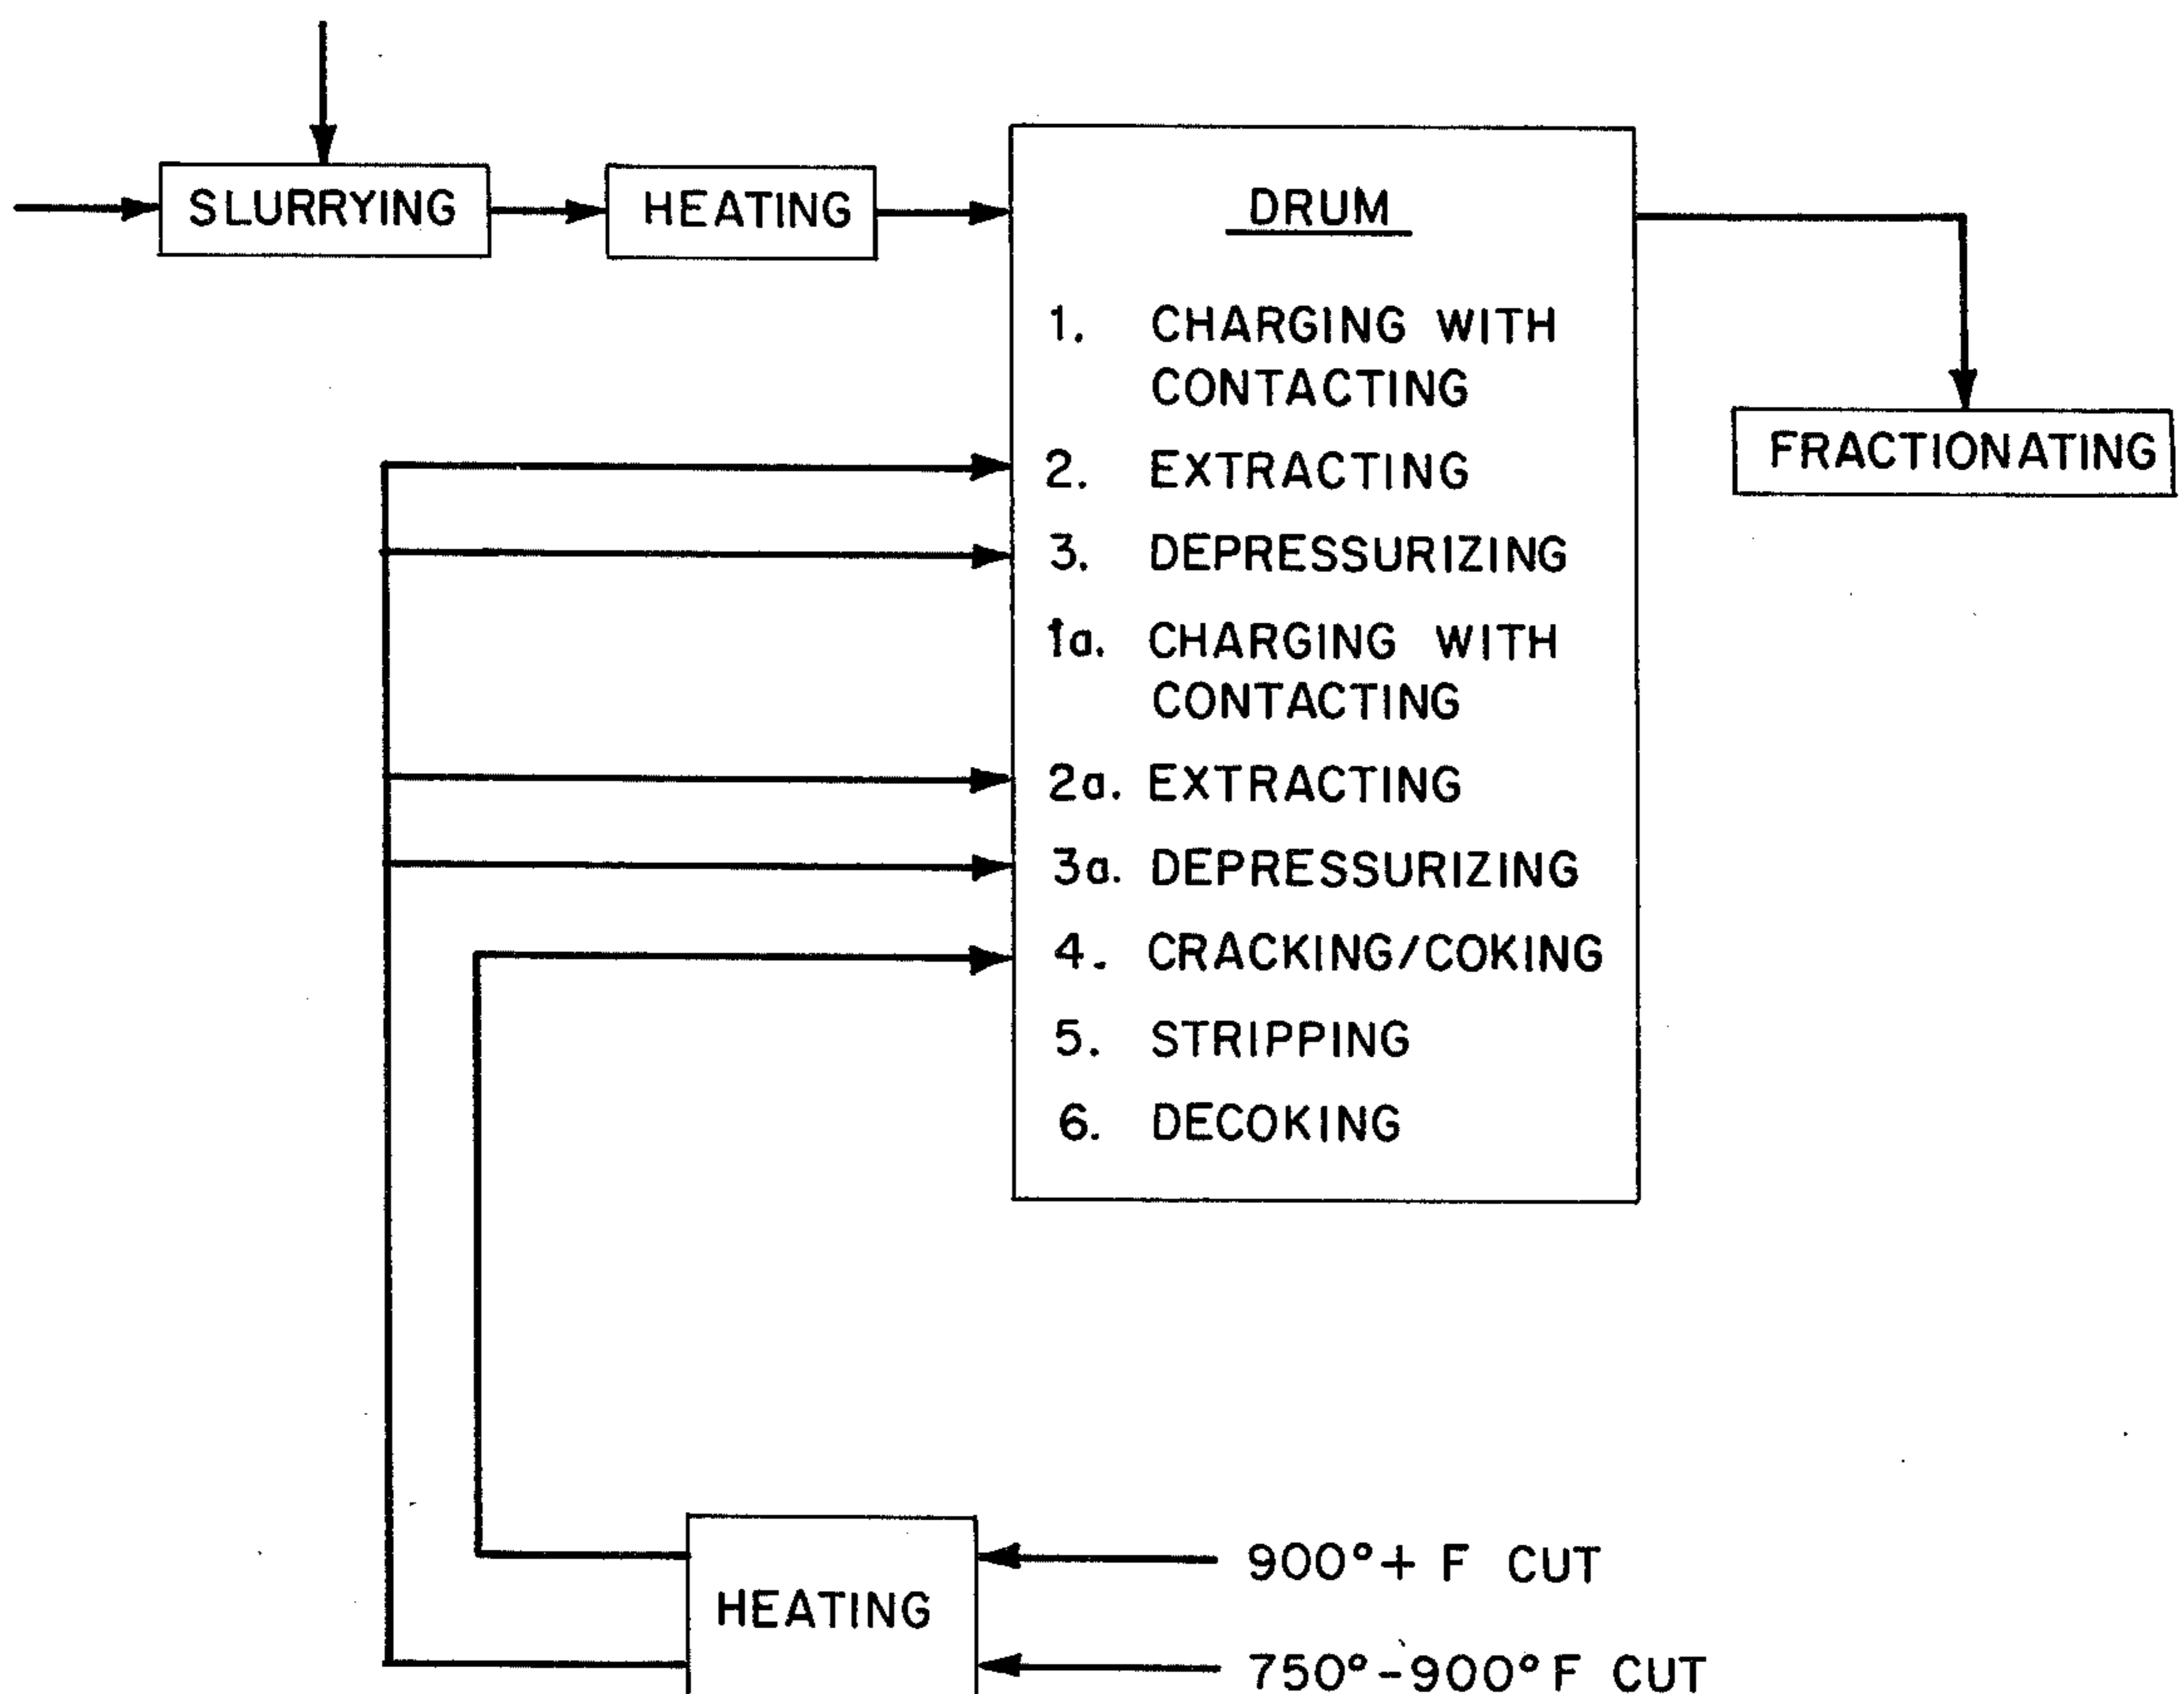 SLURRYING
HEATING
DRUM
1. CHARGING WITH
CONTACTING
2. EXTRACTING
3. DEPRESSURIZING
1a. CHARGING WITH
CONTACTING
2a. EXTRACTING
3a. DEPRESSURIZING
4. CRACKING/COKING
5. STRIPPING
6. DECOKING
FRACTIONATING
HEATING
900°+ F CUT
750°-900°F CUT